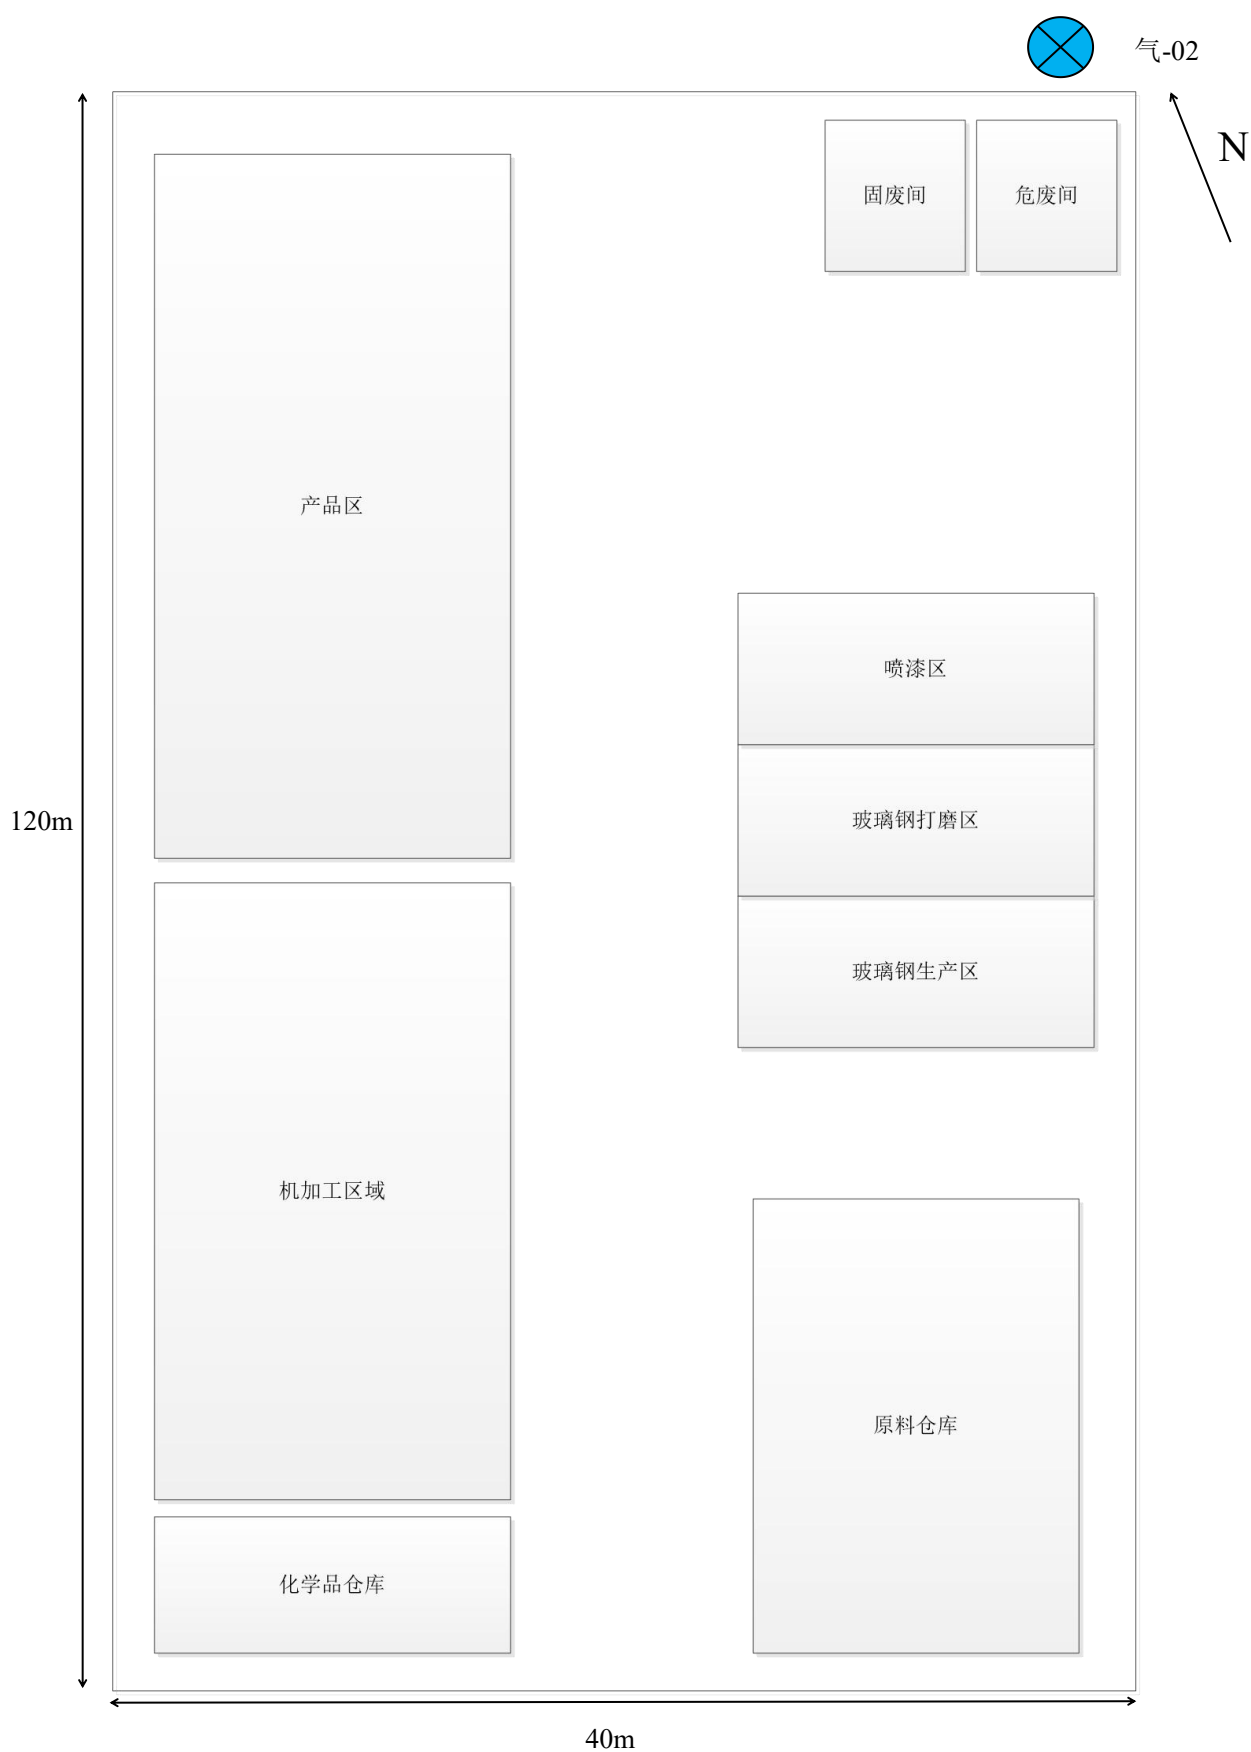 气-02
N
固废间
危废间
产品区
喷漆区
120m
玻璃钢打磨区
玻璃钢生产区
机加工区域
原料仓库
化学品仓库
40m